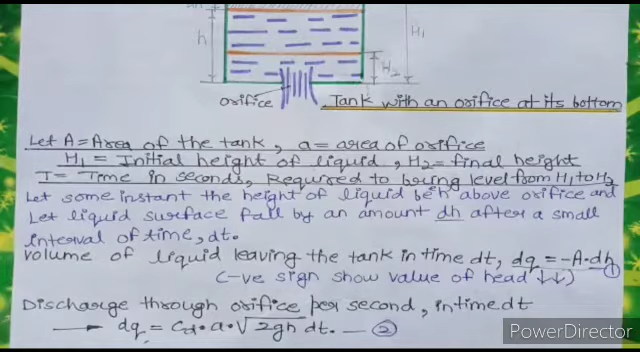 h
H₁
H₂
orifice
Tank with an orifice at its bottom
Let A = Area of the tank, a = area of orifice
H₁ = Initial height of liquid, H₂ = final height
T = Time in seconds, Required to bring level from H₁ to H₂
Let some instant the height of liquid be 'h' above orifice and
Let liquid surface fall by an amount dh after a small
interval of time, dt.
Volume of liquid leaving the tank in time dt, dq = -A.dh ①
(-ve sign show value of head ↓↓)
Discharge through orifice per second, in time dt
→ dq = Cd.a.√2gh dt. — ②
PowerDirector